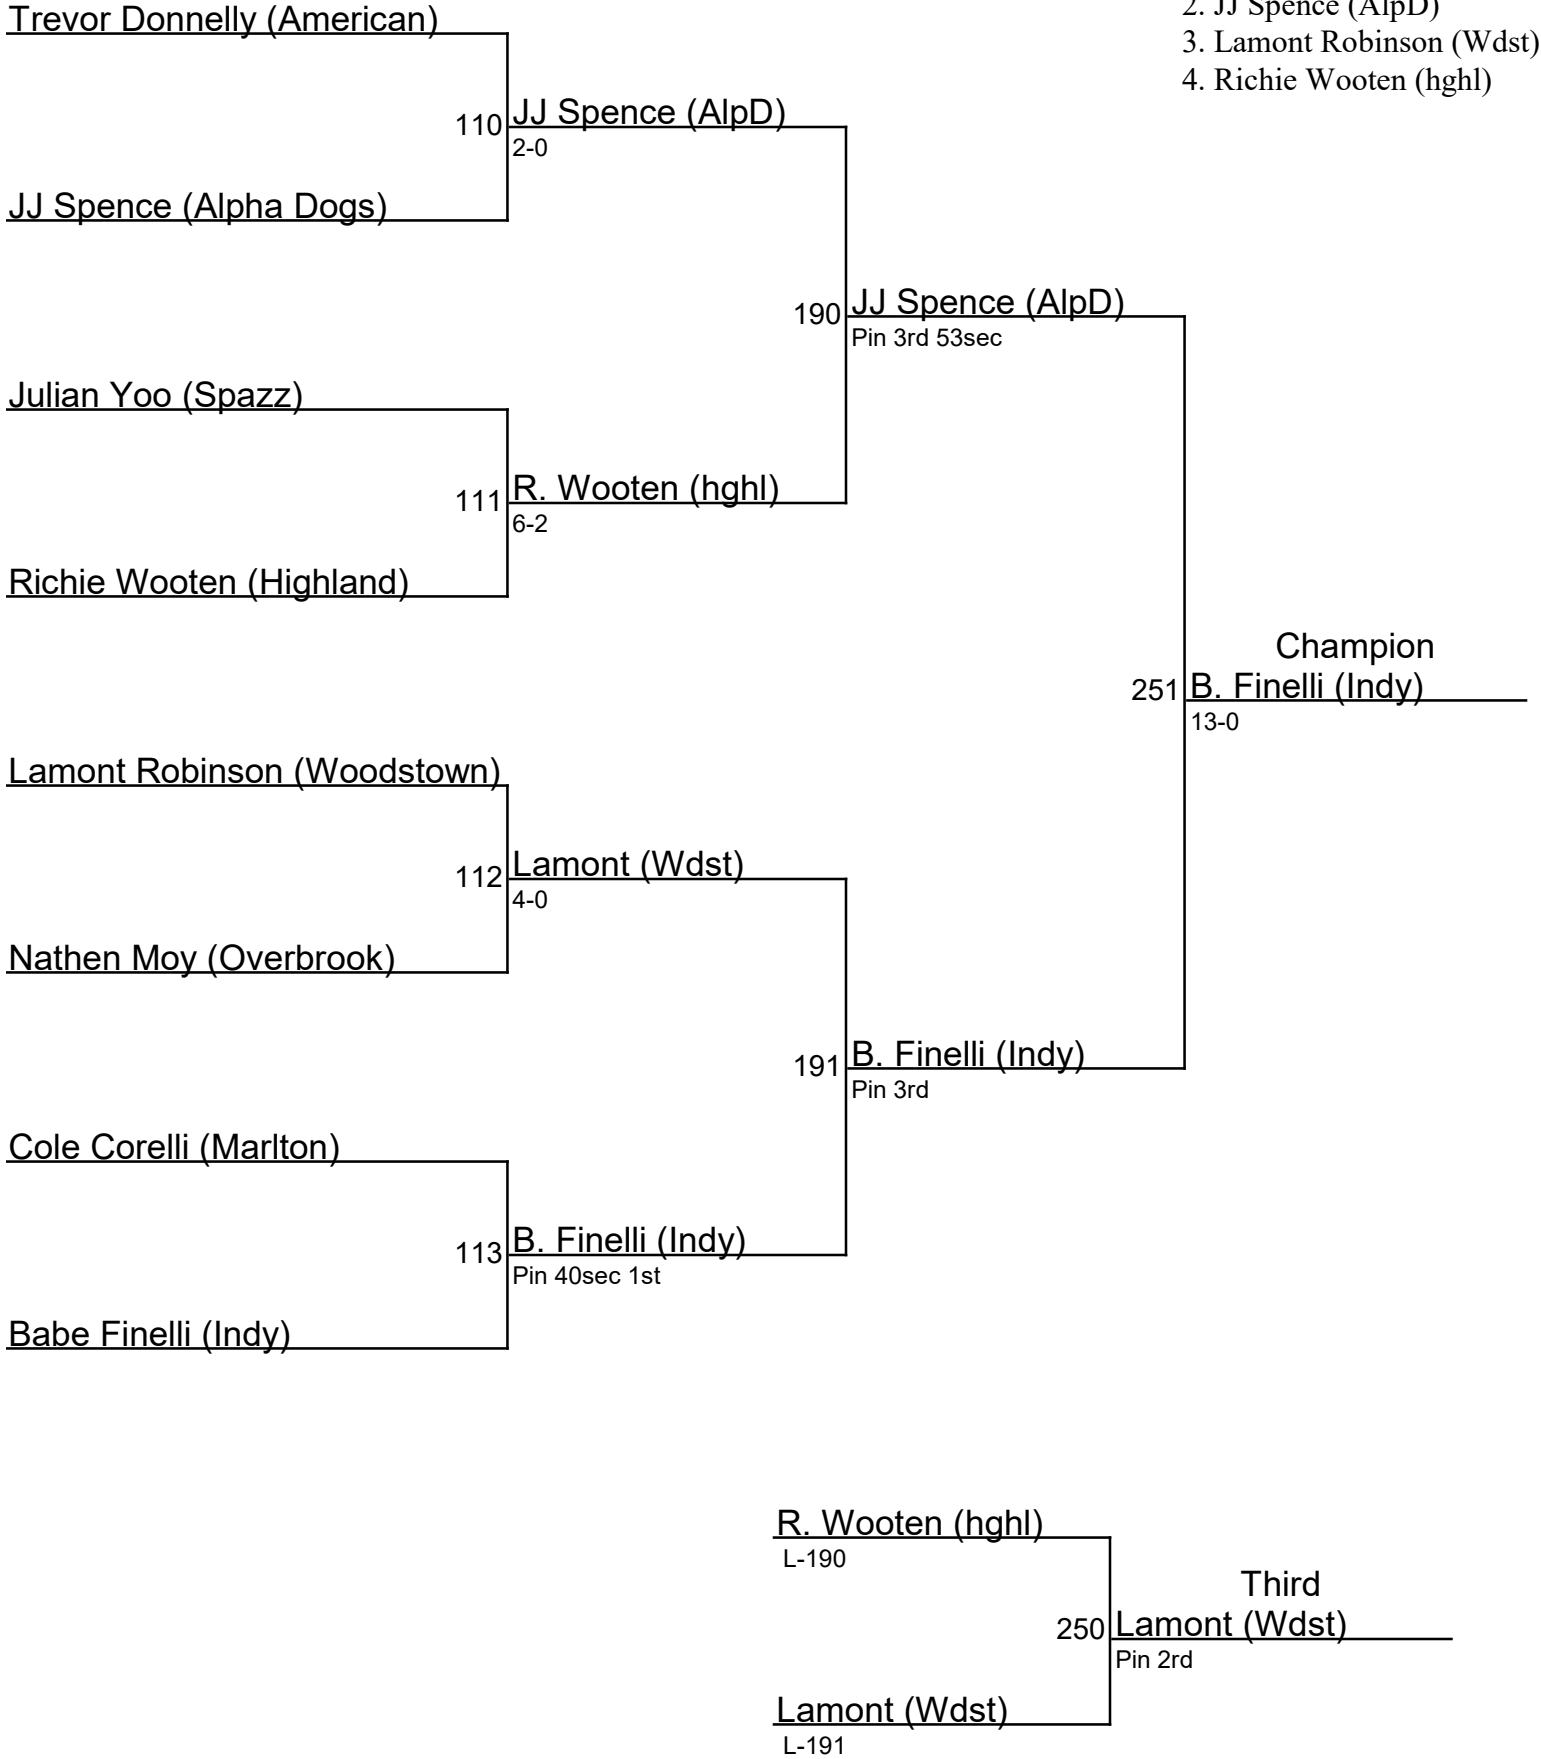 Trevor Donnelly (American)
2. JJ Spence (AlpD)
3. Lamont Robinson (Wdst)
4. Richie Wooten (hghl)
110 JJ Spence (AlpD)
2-0
JJ Spence (Alpha Dogs)
190 JJ Spence (AlpD)
Pin 3rd 53sec
Julian Yoo (Spazz)
111 R. Wooten (hghl)
6-2
Richie Wooten (Highland)
Champion
251 B. Finelli (Indy)
13-0
Lamont Robinson (Woodstown)
112 Lamont (Wdst)
4-0
Nathen Moy (Overbrook)
191 B. Finelli (Indy)
Pin 3rd
Cole Corelli (Marlton)
113 B. Finelli (Indy)
Pin 40sec 1st
Babe Finelli (Indy)
R. Wooten (hghl)
L-190
Third
250 Lamont (Wdst)
Pin 2rd
Lamont (Wdst)
L-191